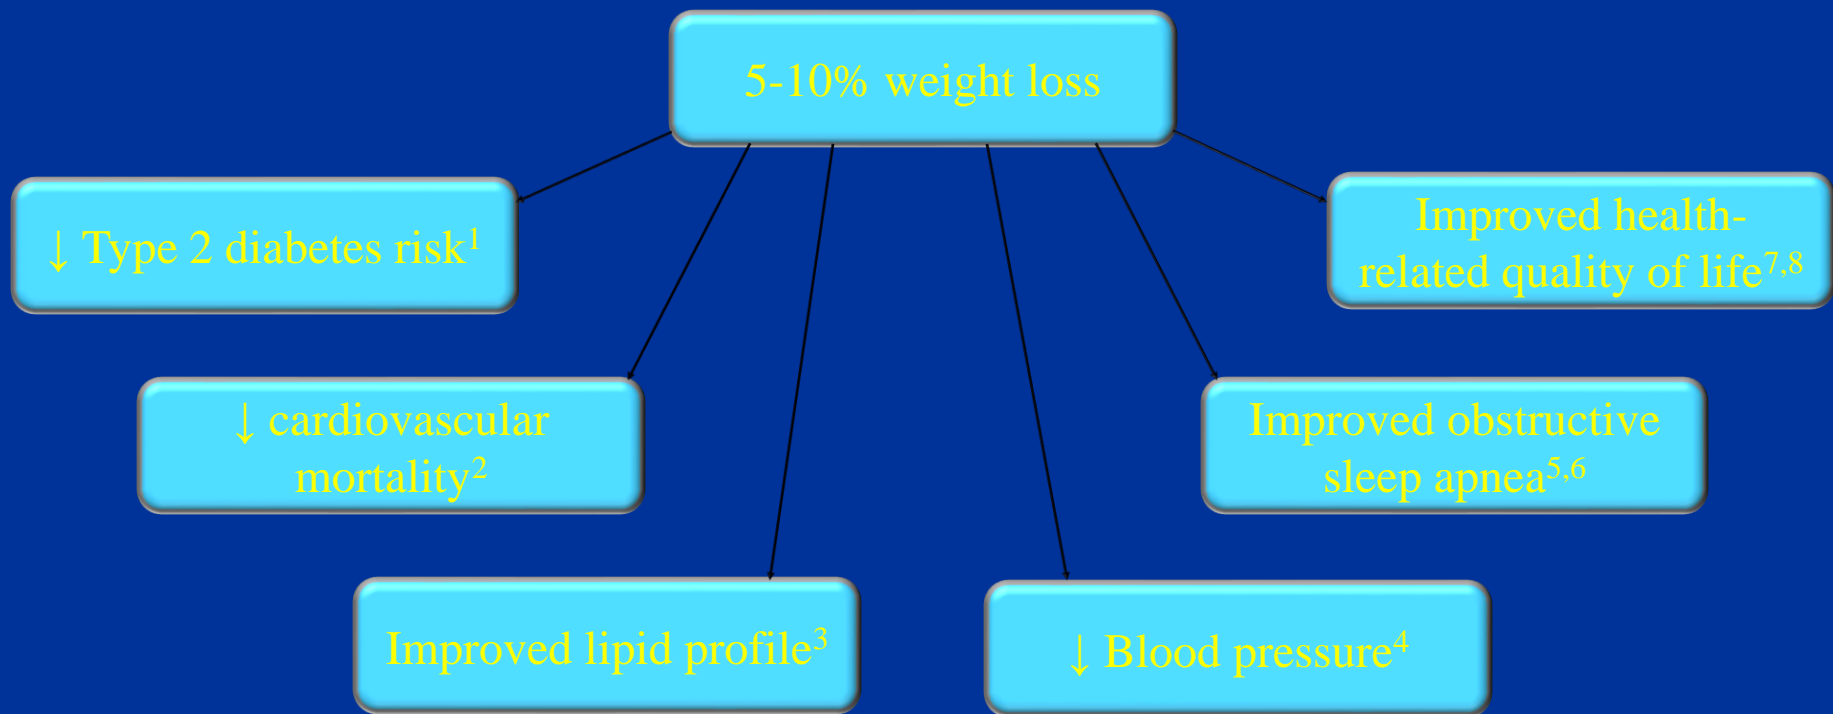 5-10% weight loss
↓ Type 2 diabetes risk¹
Improved health-
related quality of life⁷,⁸
↓ cardiovascular
mortality²
Improved obstructive
sleep apnea⁵,⁶
Improved lipid profile³
↓ Blood pressure⁴